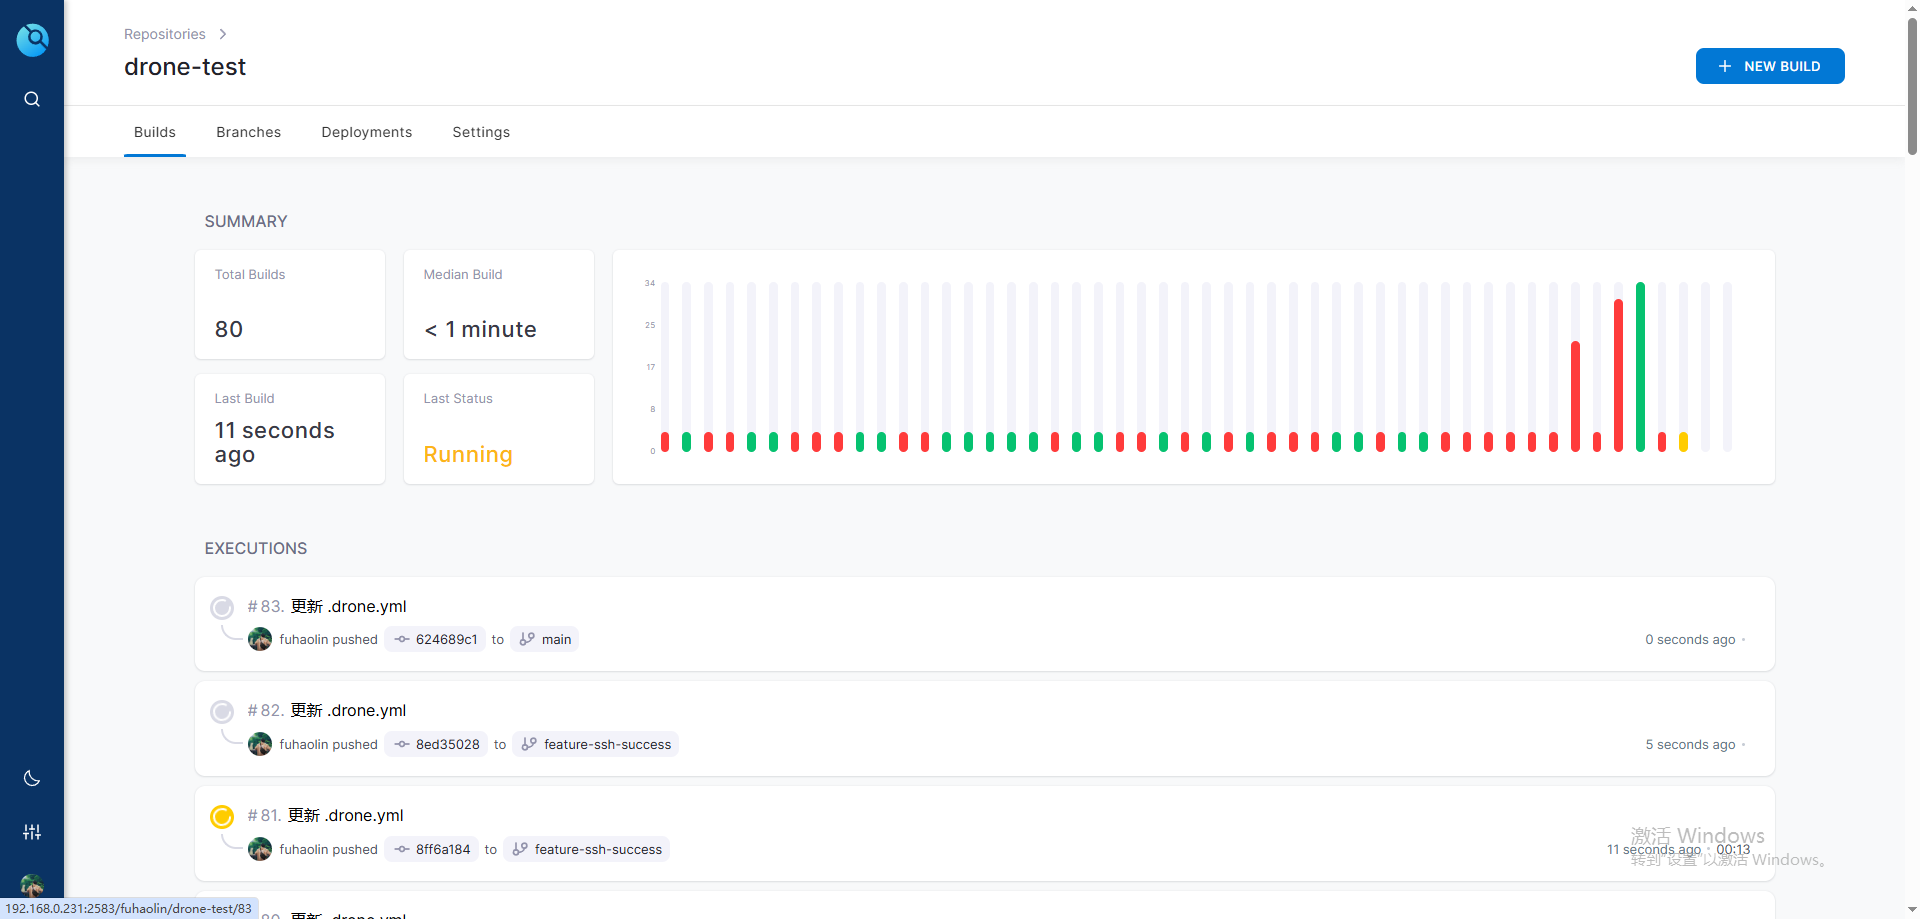 Repositories
drone-test
NEW BUILD
Builds
Branches
Deployments
Settings
SUMMARY
Total Builds
80
Median Build
< 1 minute
Last Build
11 seconds
ago
Last Status
Running
34
25
17
8
0
EXECUTIONS
#83. 更新 .drone.yml
fuhaolin pushed 624689c1 to main
0 seconds ago
#82. 更新 .drone.yml
fuhaolin pushed 8ed35028 to feature-ssh-success
5 seconds ago
#81. 更新 .drone.yml
fuhaolin pushed 8ff6a184 to feature-ssh-success
11 seconds ago · 00:13
激活 Windows
转到"设置"以激活 Windows。
192.168.0.231:2583/fuhaolin/drone-test/83
80. 更新 .drone.yml